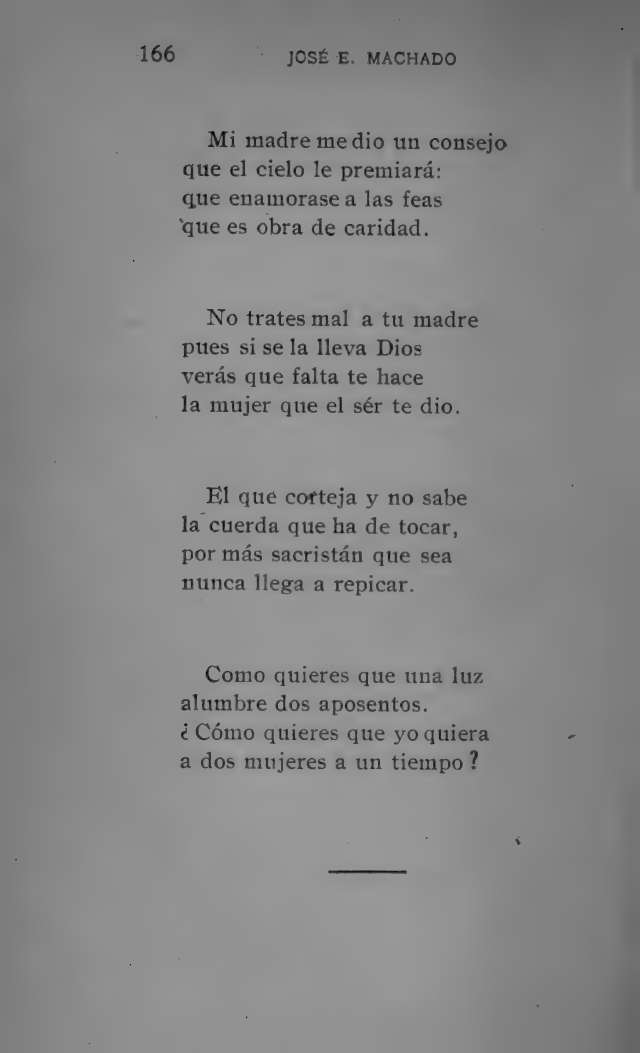 166 JOSÉ E. MACHADO
Mi madre me dio un consejo
que el cielo le premiará:
que enamorase a las feas
que es obra de caridad.
No trates mal a tu madre
pues si se la lleva Dios
verás que falta te hace
la mujer que el sér te dio.
El que corteja y no sabe
la cuerda que ha de tocar,
por más sacristán que sea
nunca llega a repicar.
Como quieres que una luz
alumbre dos aposentos.
¿Cómo quieres que yo quiera
a dos mujeres a un tiempo?